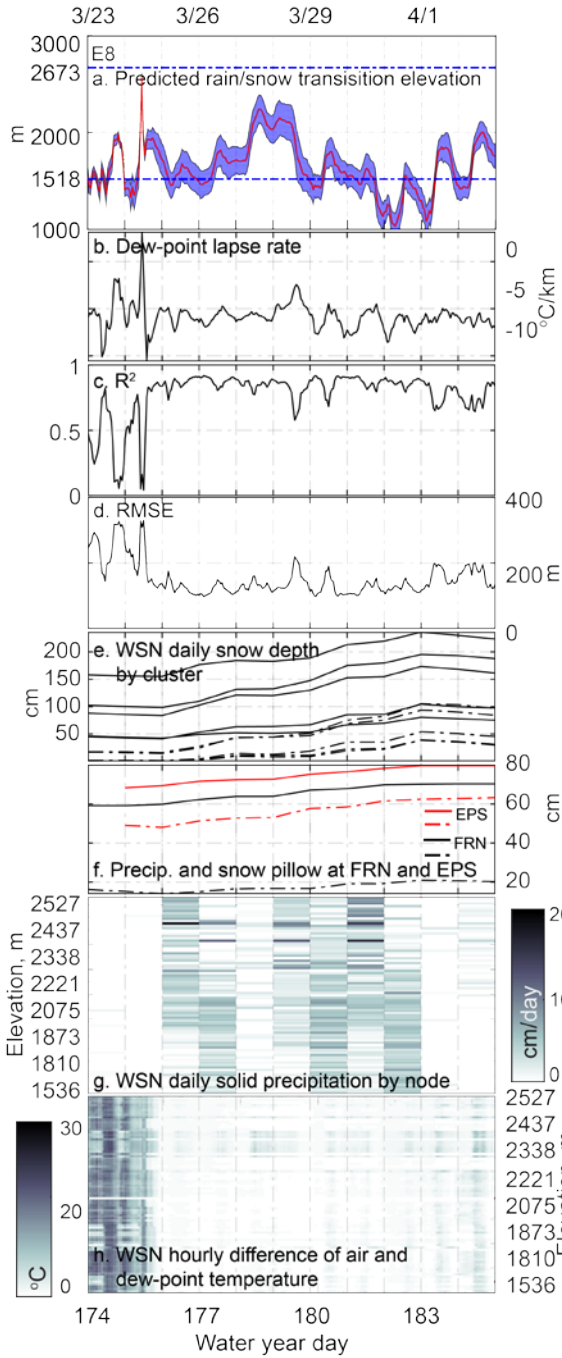 3/23 3/26 3/29 4/1
3000
E8
2673
a. Predicted rain/snow transisition elevation
m
2000
1518
1000
b. Dew-point lapse rate
0
-5
-10
°C/km
1
c. R²
0.5
0
400
d. RMSE
200
m
0
e. WSN daily snow depth
by cluster
200
150
100
50
cm
80
60
cm
40
20
EPS
FRN
f. Precip. and snow pillow at FRN and EPS
2527
2437
2338
2221
2075
1873
1810
1536
Elevation, m
g. WSN daily solid precipitation by node
20
10
0
cm/day
30
20
0
°C
2527
2437
2338
2221
2075
1873
1810
1536
h. WSN hourly difference of air and
dew-point temperature
174 177 180 183
Water year day